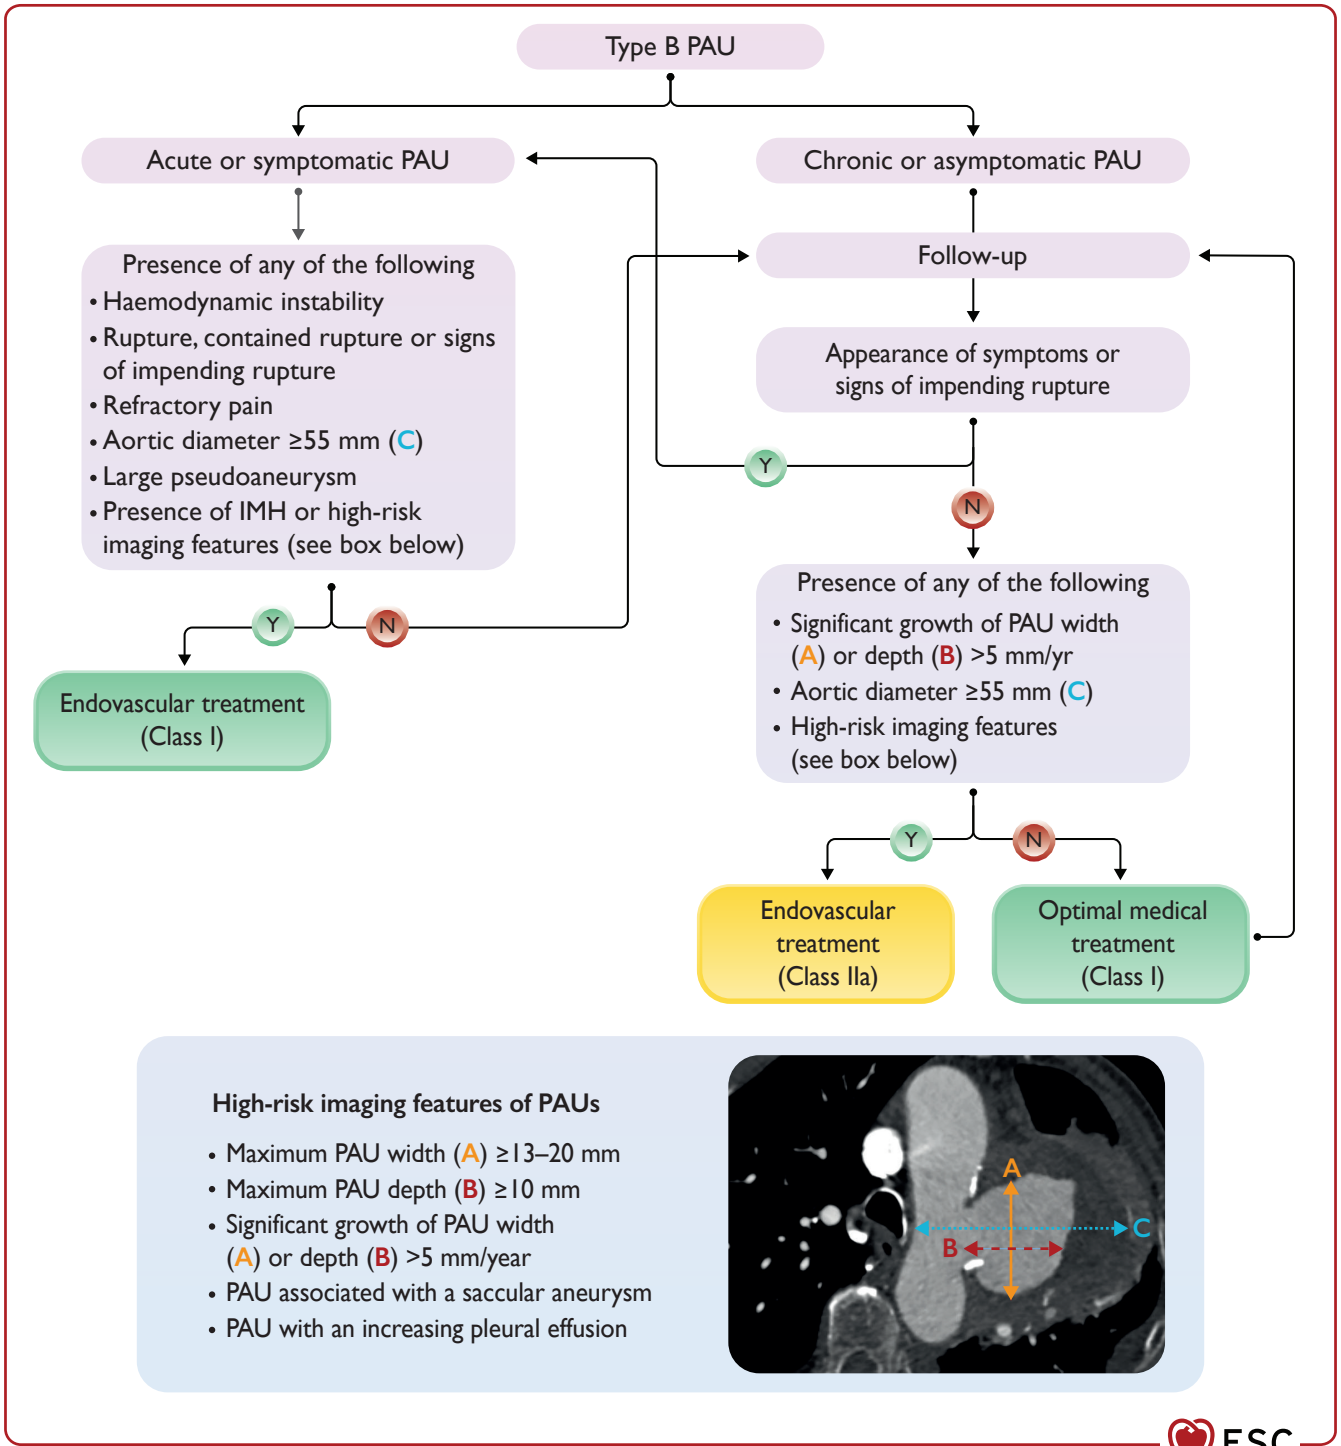 Type B PAU
Acute or symptomatic PAU
Chronic or asymptomatic PAU
Presence of any of the following
• Haemodynamic instability
• Rupture, contained rupture or signs
of impending rupture
• Refractory pain
• Aortic diameter ≥55 mm (C)
• Large pseudoaneurysm
• Presence of IMH or high-risk
imaging features (see box below)
Follow-up
Appearance of symptoms or
signs of impending rupture
Y
N
Y
N
Endovascular treatment
(Class I)
Presence of any of the following
• Significant growth of PAU width
(A) or depth (B) >5 mm/yr
• Aortic diameter ≥55 mm (C)
• High-risk imaging features
(see box below)
Y
N
Endovascular
treatment
(Class IIa)
Optimal medical
treatment
(Class I)
High-risk imaging features of PAUs
• Maximum PAU width (A) ≥13–20 mm
• Maximum PAU depth (B) ≥10 mm
• Significant growth of PAU width
(A) or depth (B) >5 mm/year
• PAU associated with a saccular aneurysm
• PAU with an increasing pleural effusion
A
B
C
ESC